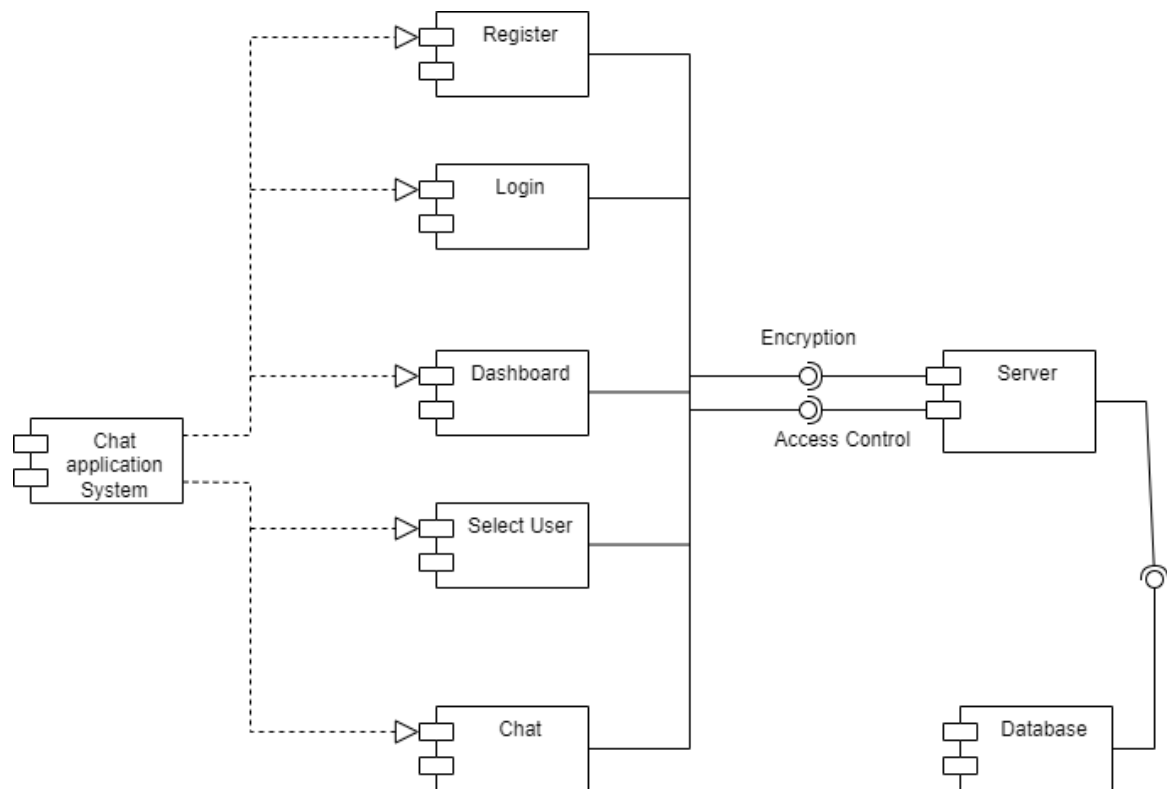 Register
Login
Encryption
Dashboard
Server
Chat
application
System
Access Control
Select User
Chat
Database